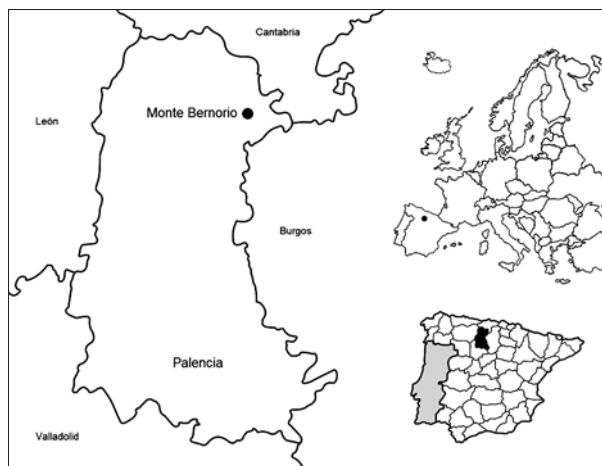 Cantabria
Monte Bernorio
León
Burgos
Palencia
Valladolid